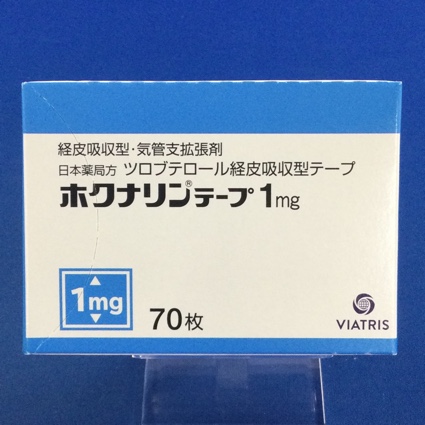 経皮吸収型・気管支拡張剤
日本薬局方 ツロブテロール経皮吸収型テープ
ホクナリン®テープ1mg
1mg
70枚
VIATRIS